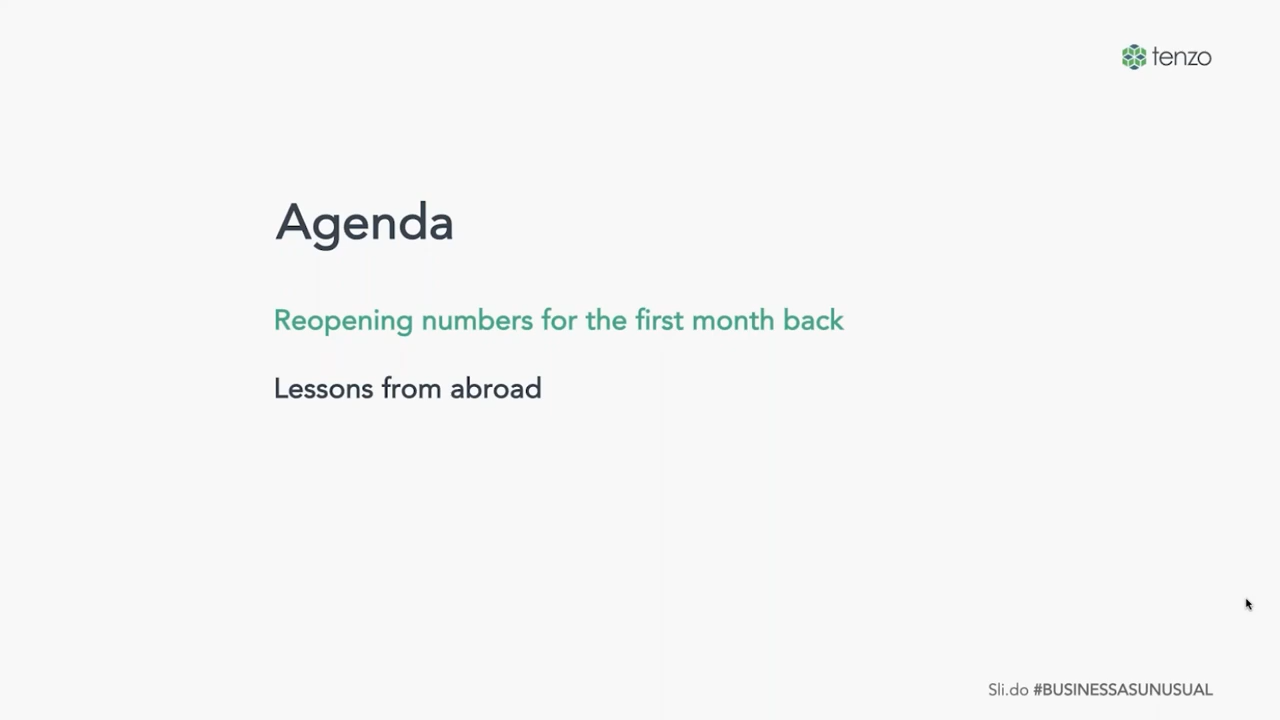 tenzo
Agenda
Reopening numbers for the first month back
Lessons from abroad
Sli.do #BUSINESSASUNUSUAL